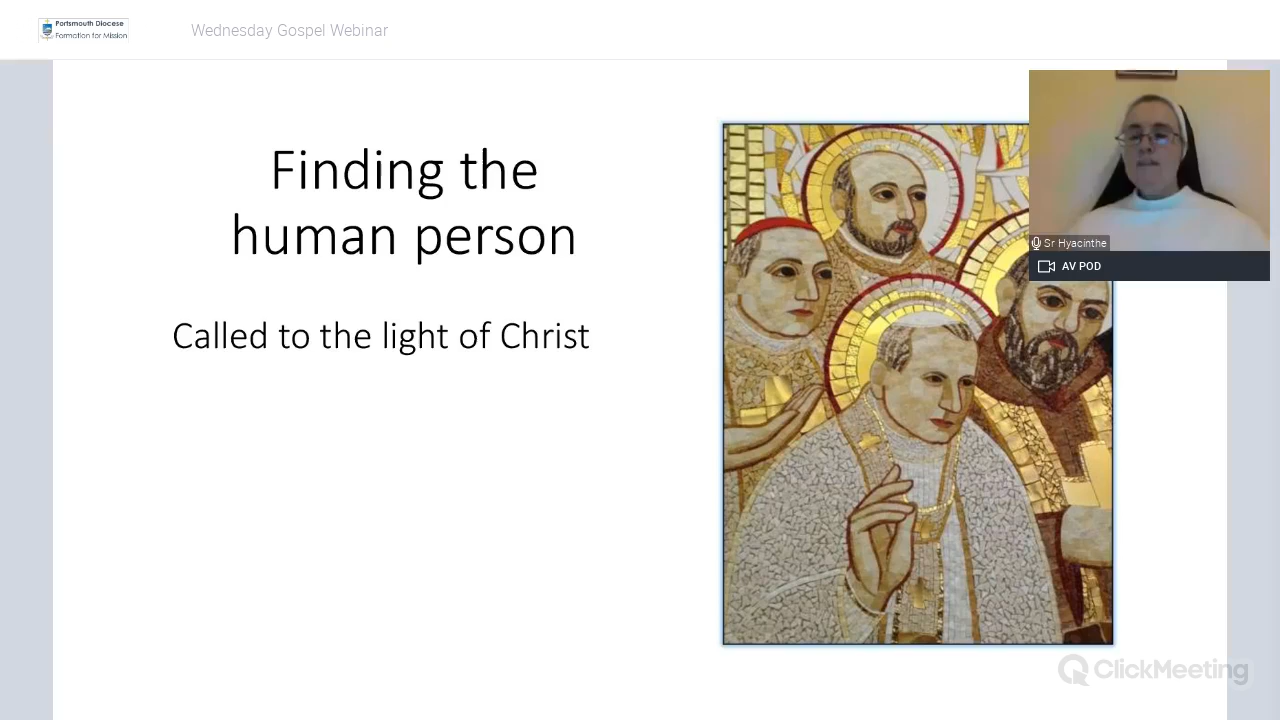 Portsmouth Diocese
Formation for Mission
Wednesday Gospel Webinar
Finding the
human person
Called to the light of Christ
Sr Hyacinthe
AV POD
ClickMeeting